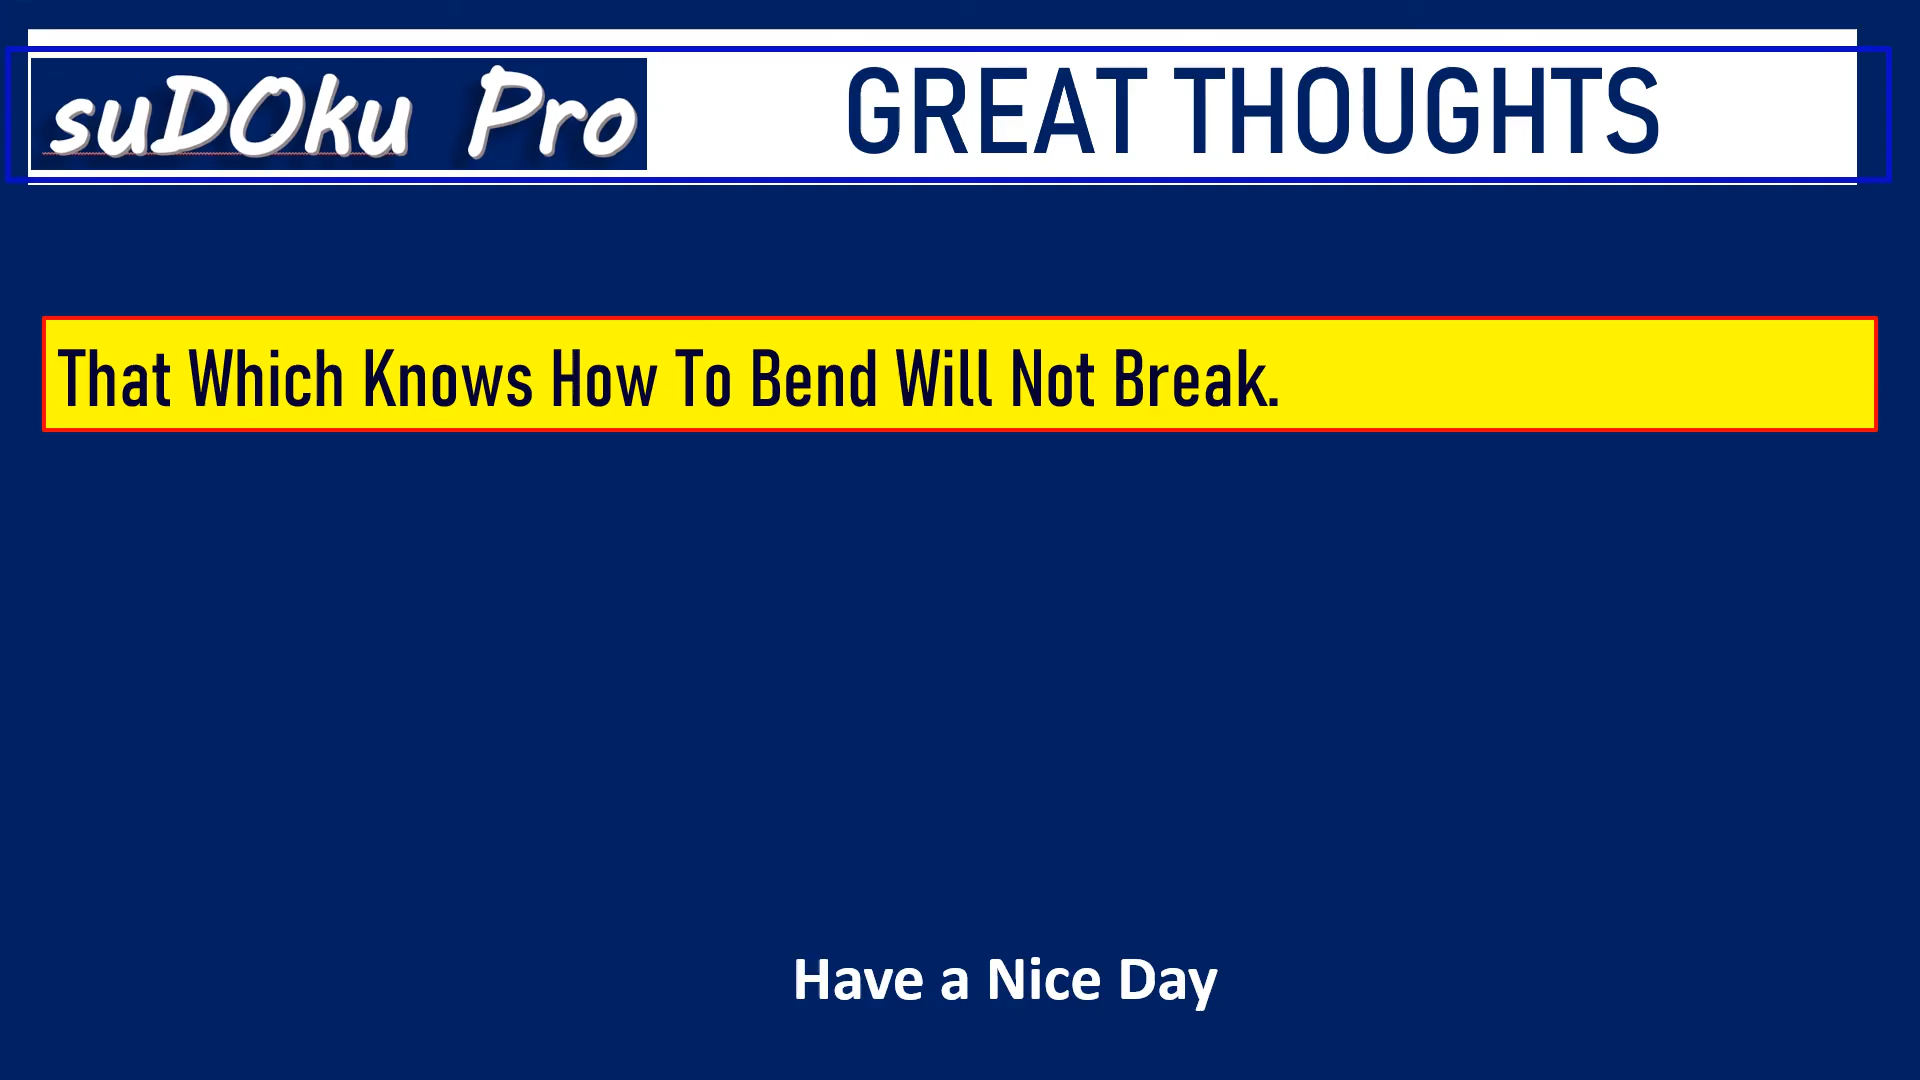 suDOku Pro GREAT THOUGHTS
That Which Knows How To Bend Will Not Break.
Have a Nice Day